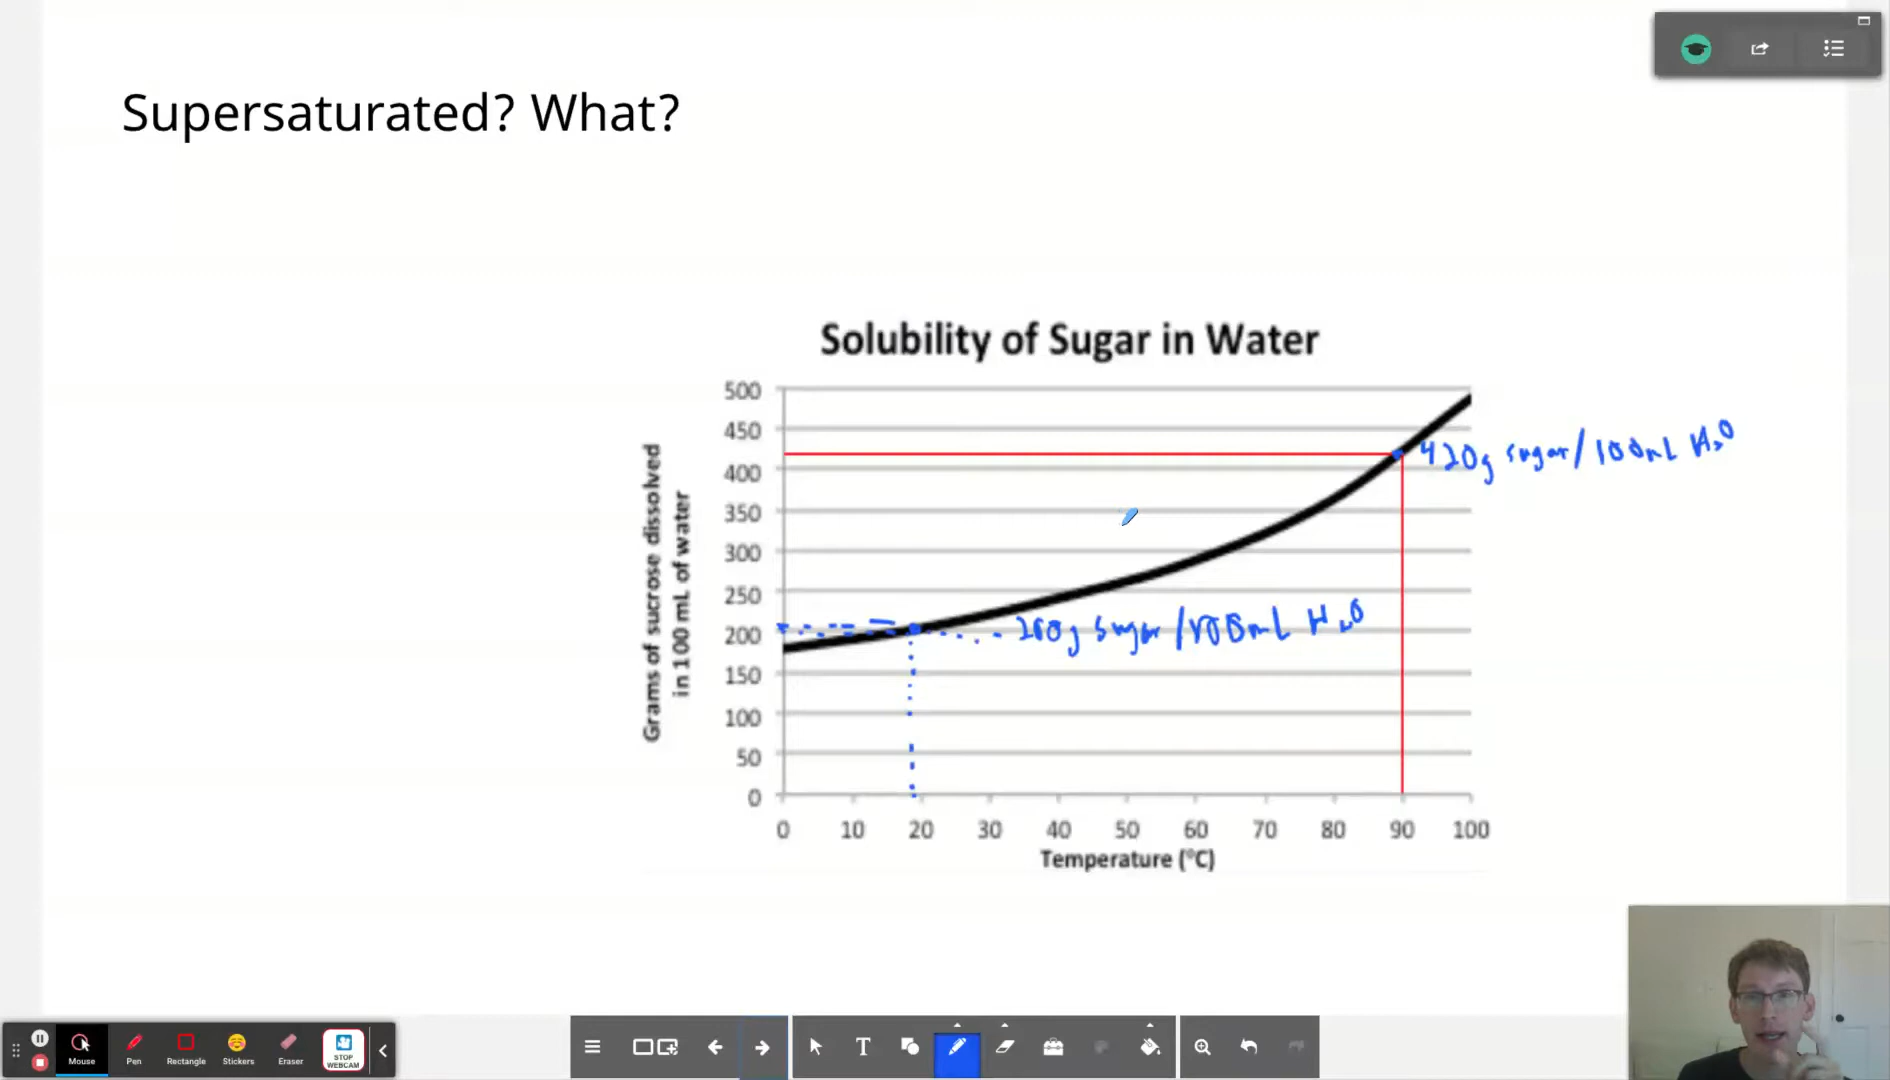 Supersaturated? What?
Solubility of Sugar in Water
500
450
400
350
300
250
200
150
100
50
0
Grams of sucrose dissolved
in 100 mL of water
420g sugar/100mL H₂O
200g sugar/100mL H₂O
0 10 20 30 40 50 60 70 80 90 100
Temperature (°C)
Mouse Pen Rectangle Stickers Eraser STOP
WEBCAM
T